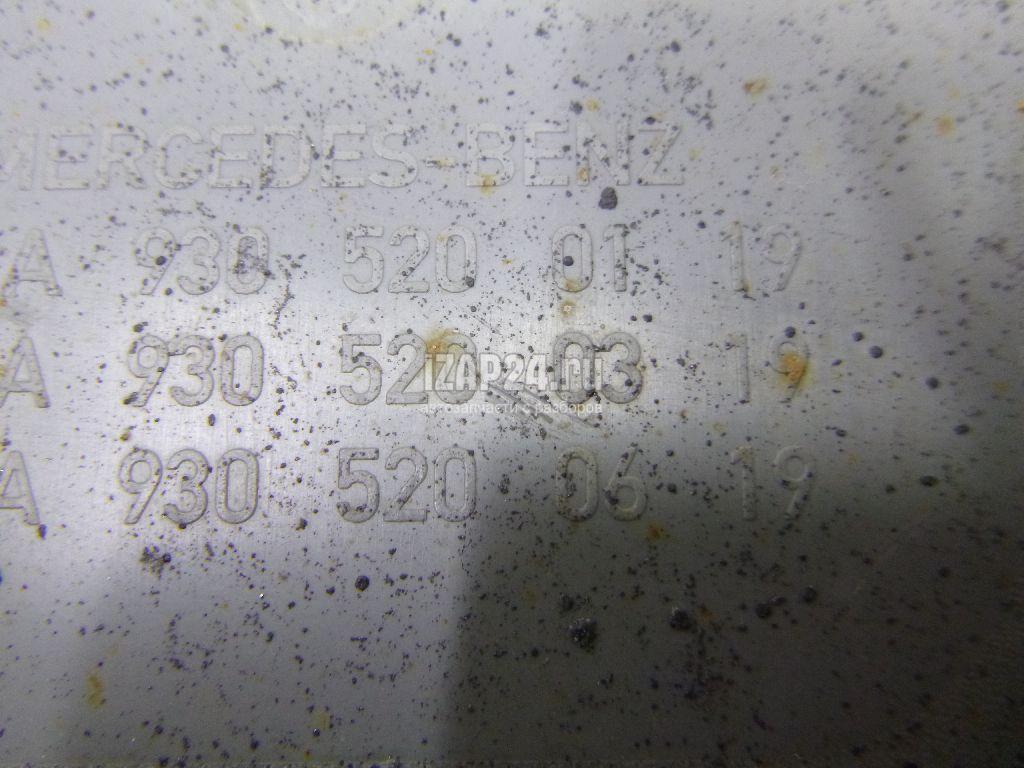 MERCEDES-BENZ
A 930 520 01 19
A 930 520 03 19
IZAP24.ru
автозапчасти с разборов
A 930 520 06 19